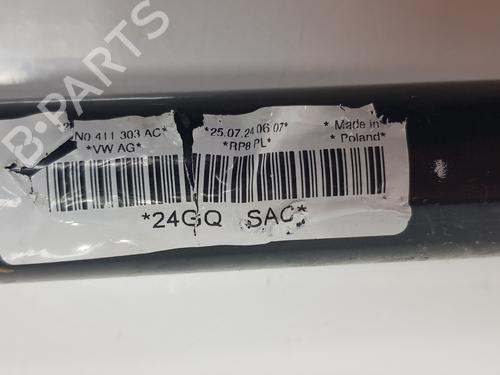 B-PARTS
N0 411 303 AC* *25.07.24 06 07* * Made in
*VW AG* *RP8 PL* * Poland*
*24GQ SAC*